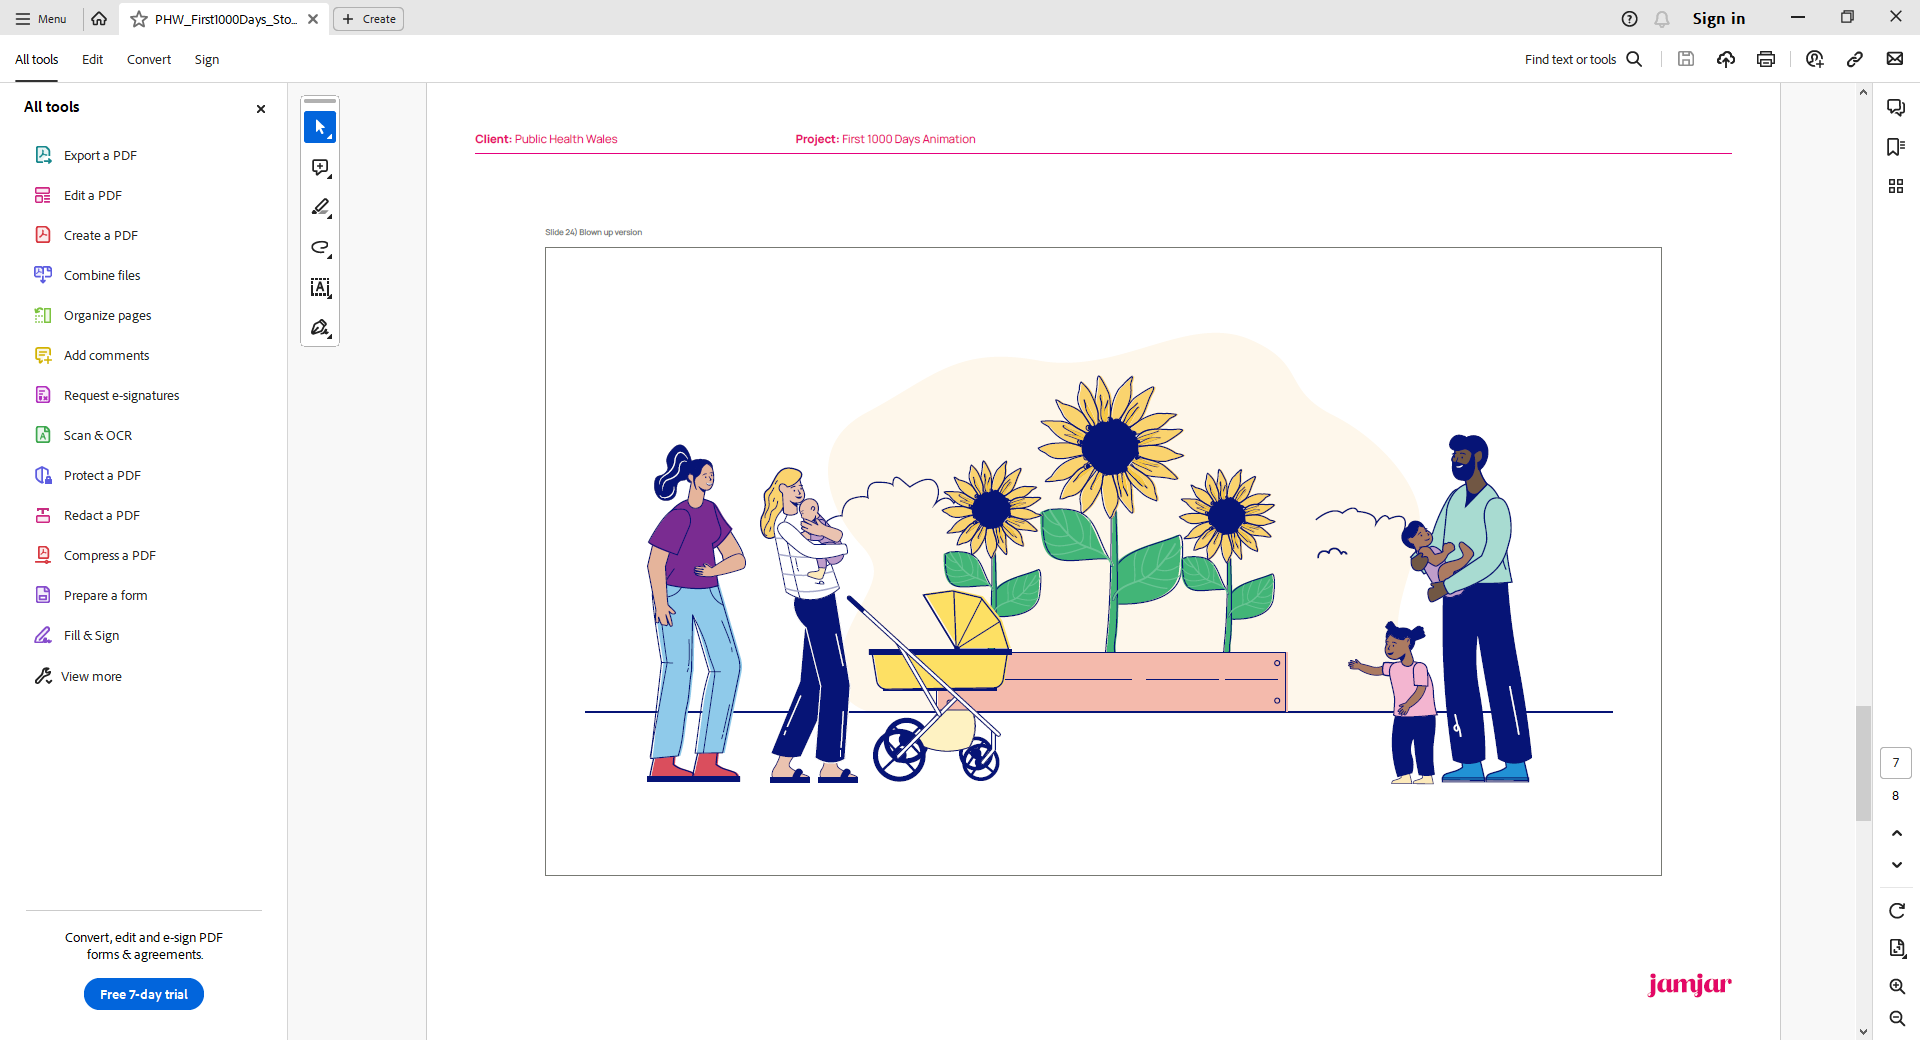 Menu
PHW_First1000Days_Sto...
Create
Sign in
All tools
Edit
Convert
Sign
Find text or tools
All tools
Export a PDF
Edit a PDF
Create a PDF
Combine files
Organize pages
Add comments
Request e-signatures
Scan & OCR
Protect a PDF
Redact a PDF
Compress a PDF
Prepare a form
Fill & Sign
View more
Convert, edit and e-sign PDF
forms & agreements.
Free 7-day trial
Client: Public Health Wales
Project: First 1000 Days Animation
Slide 24) Blown up version
jamjar
7
8